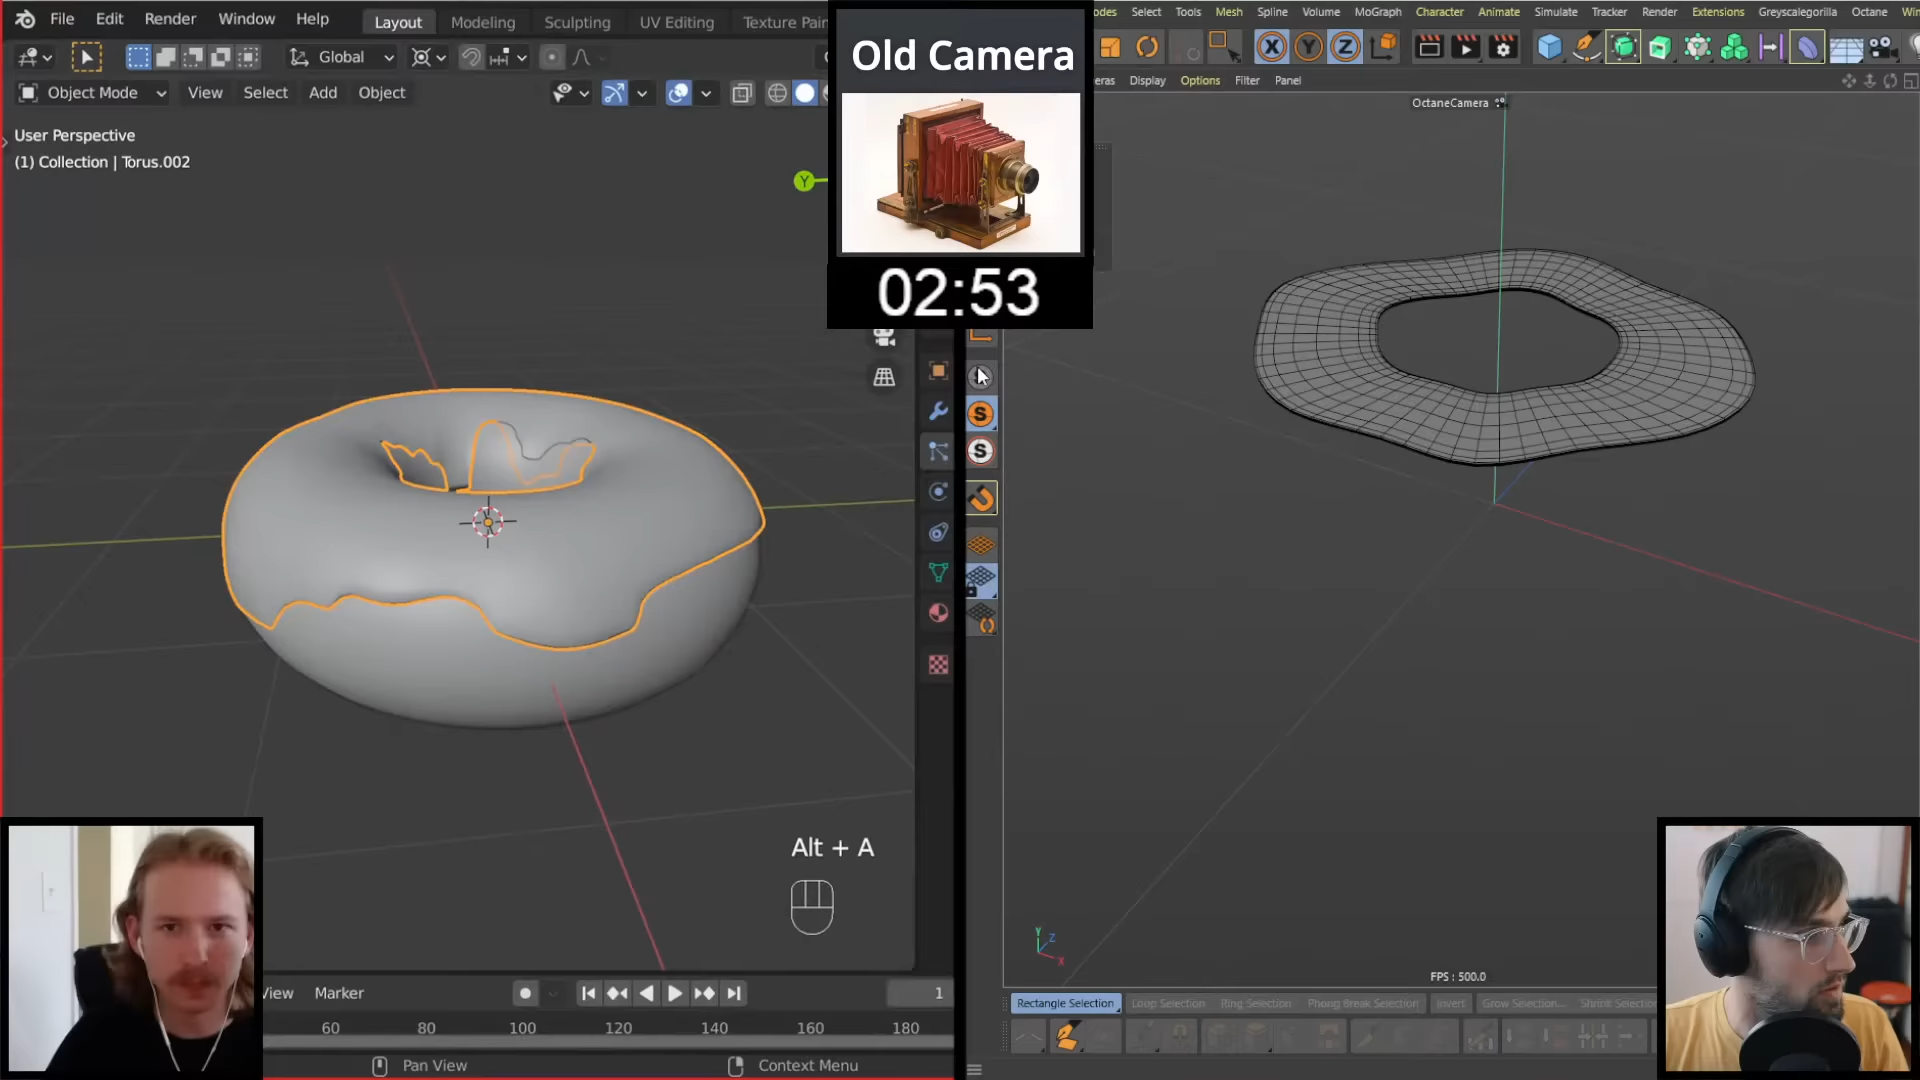 File Edit Render Window Help Layout Modeling Sculpting UV Editing
Global
Object Mode View Select Add Object
User Perspective
(1) Collection | Torus.002
Y
Alt + A
View Marker
1
60 80 100 120 140 160 180
Pan View Context Menu
Old Camera
02:53
Select Tools Mesh Spline Volume MoGraph Character Animate Simulate Tracker Render Extensions Greyscalegorilla Octane
X Y Z
Options Filter Panel
Display
OctaneCamera
S
S
Y Z X
FPS : 500.0
Rectangle Selection Loop Selection Ring Selection Phong Break Selection Invert Grow Selection...